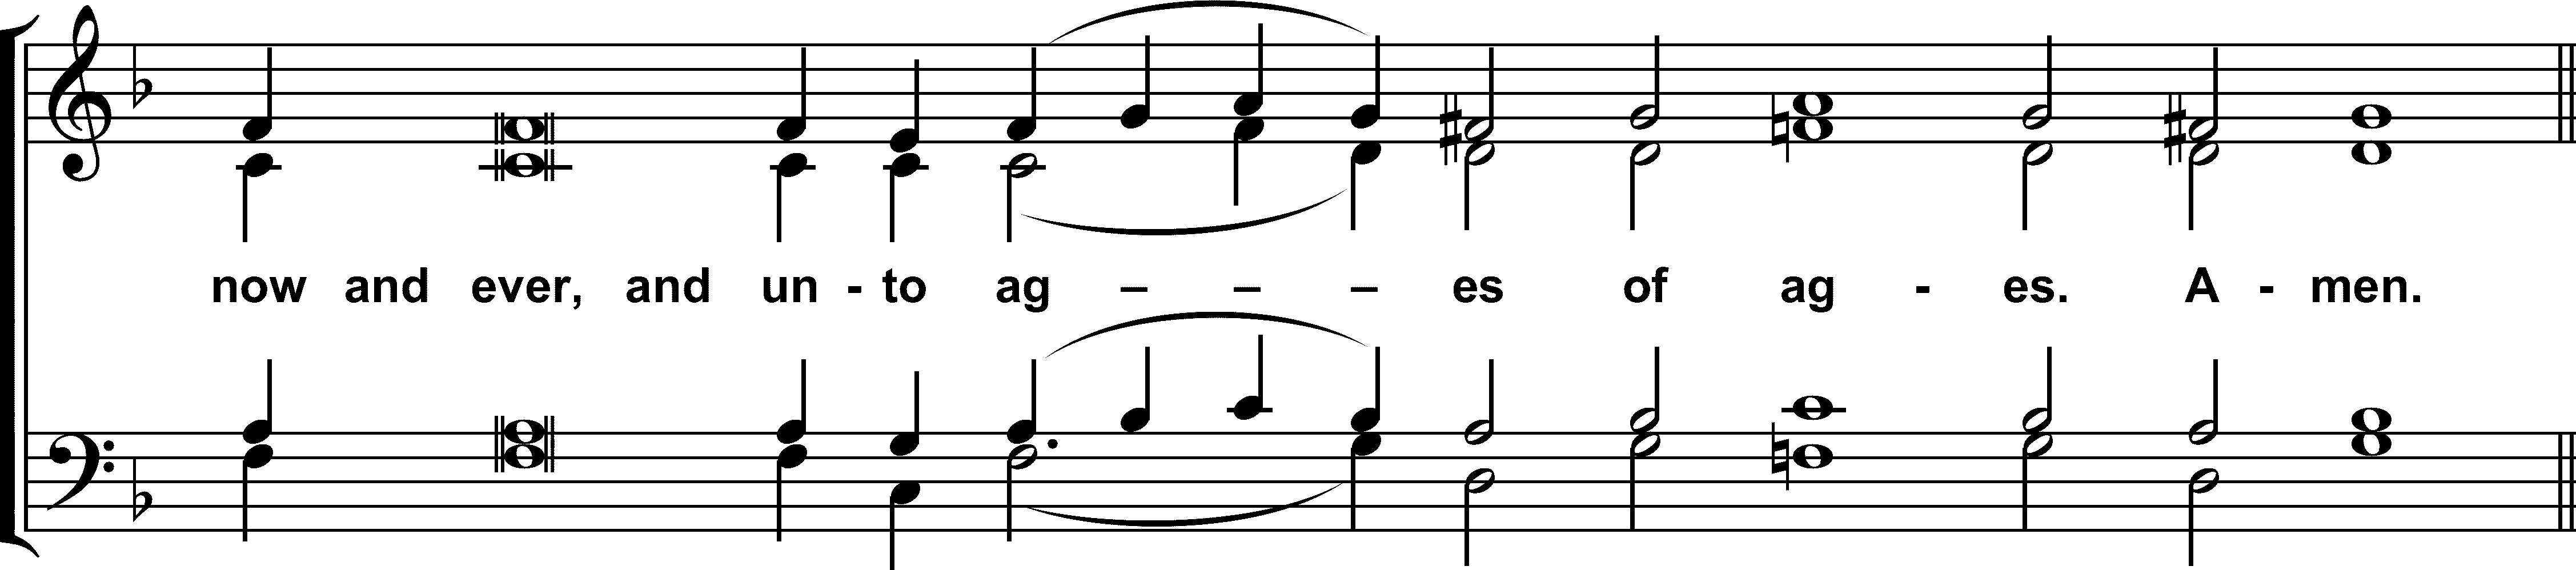 now and ever, and un - to ag – – – es of ag - es. A - men.